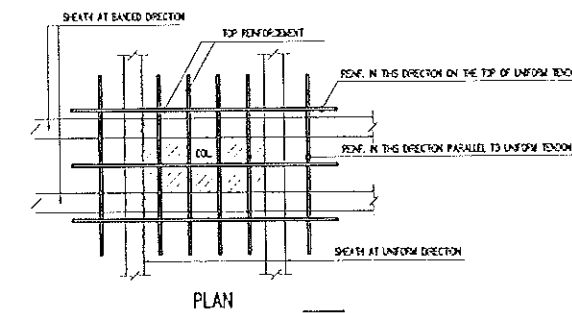 SHEATH AT BANDED DIRECTION
TOP REINFORCEMENT
REINF. IN THIS DIRECTION ON THE TOP OF UNIFORM TENDO
COL
REINF. IN THIS DIRECTION PARALLEL TO UNIFORM TENDON
SHEATH AT UNIFORM DIRECTION
PLAN